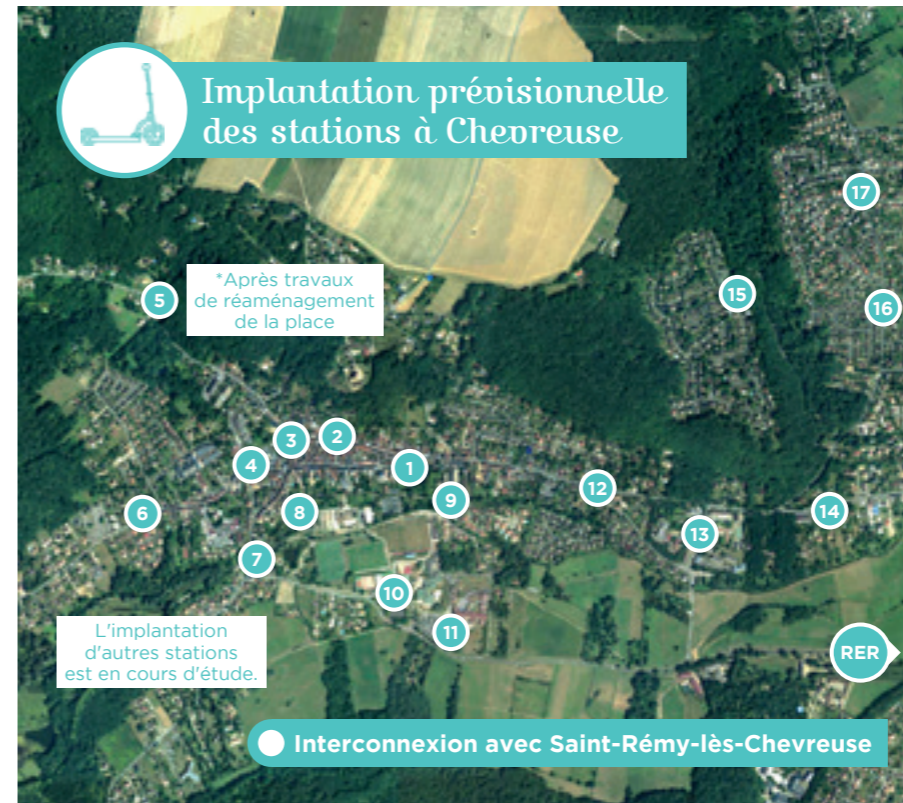 Implantation prévisionnelle
des stations à Chevreuse
17
*Après travaux
de réaménagement
de la place
5
15
16
3
2
4
1
12
9
6
8
14
13
7
10
11
L'implantation
d'autres stations
est en cours d'étude.
RER
Interconnexion avec Saint-Rémy-lès-Chevreuse